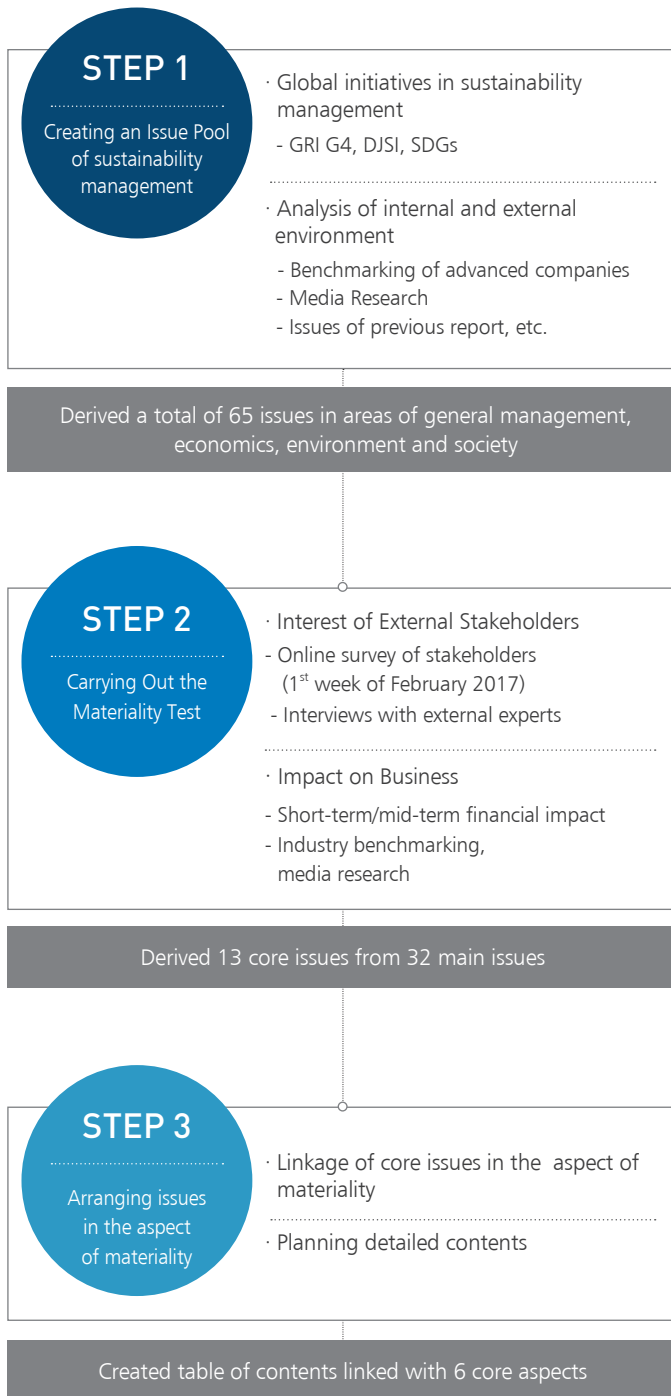 STEP 1
Creating an Issue Pool
of sustainability
management
· Global initiatives in sustainability
management
- GRI G4, DJSI, SDGs
· Analysis of internal and external
environment
- Benchmarking of advanced companies
- Media Research
- Issues of previous report, etc.
Derived a total of 65 issues in areas of general management,
economics, environment and society
STEP 2
Carrying Out the
Materiality Test
· Interest of External Stakeholders
- Online survey of stakeholders
(1st week of February 2017)
- Interviews with external experts
· Impact on Business
- Short-term/mid-term financial impact
- Industry benchmarking,
media research
Derived 13 core issues from 32 main issues
STEP 3
Arranging issues
in the aspect
of materiality
· Linkage of core issues in the aspect of
materiality
· Planning detailed contents
Created table of contents linked with 6 core aspects